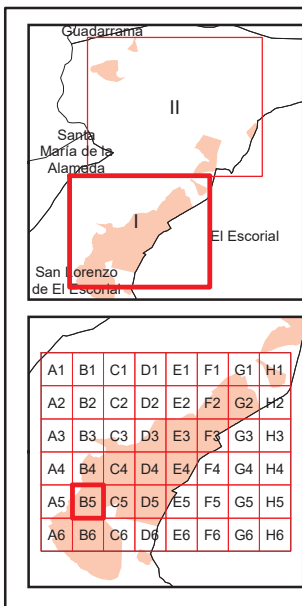 Guadarrama
II
Santa
María de la
Alameda
I
El Escorial
San Lorenzo
de El Escorial
A1 B1 C1 D1 E1 F1 G1 H1
A2 B2 C2 D2 E2 F2 G2 H2
A3 B3 C3 D3 E3 F3 G3 H3
A4 B4 C4 D4 E4 F4 G4 H4
A5 B5 C5 D5 E5 F5 G5 H5
A6 B6 C6 D6 E6 F6 G6 H6